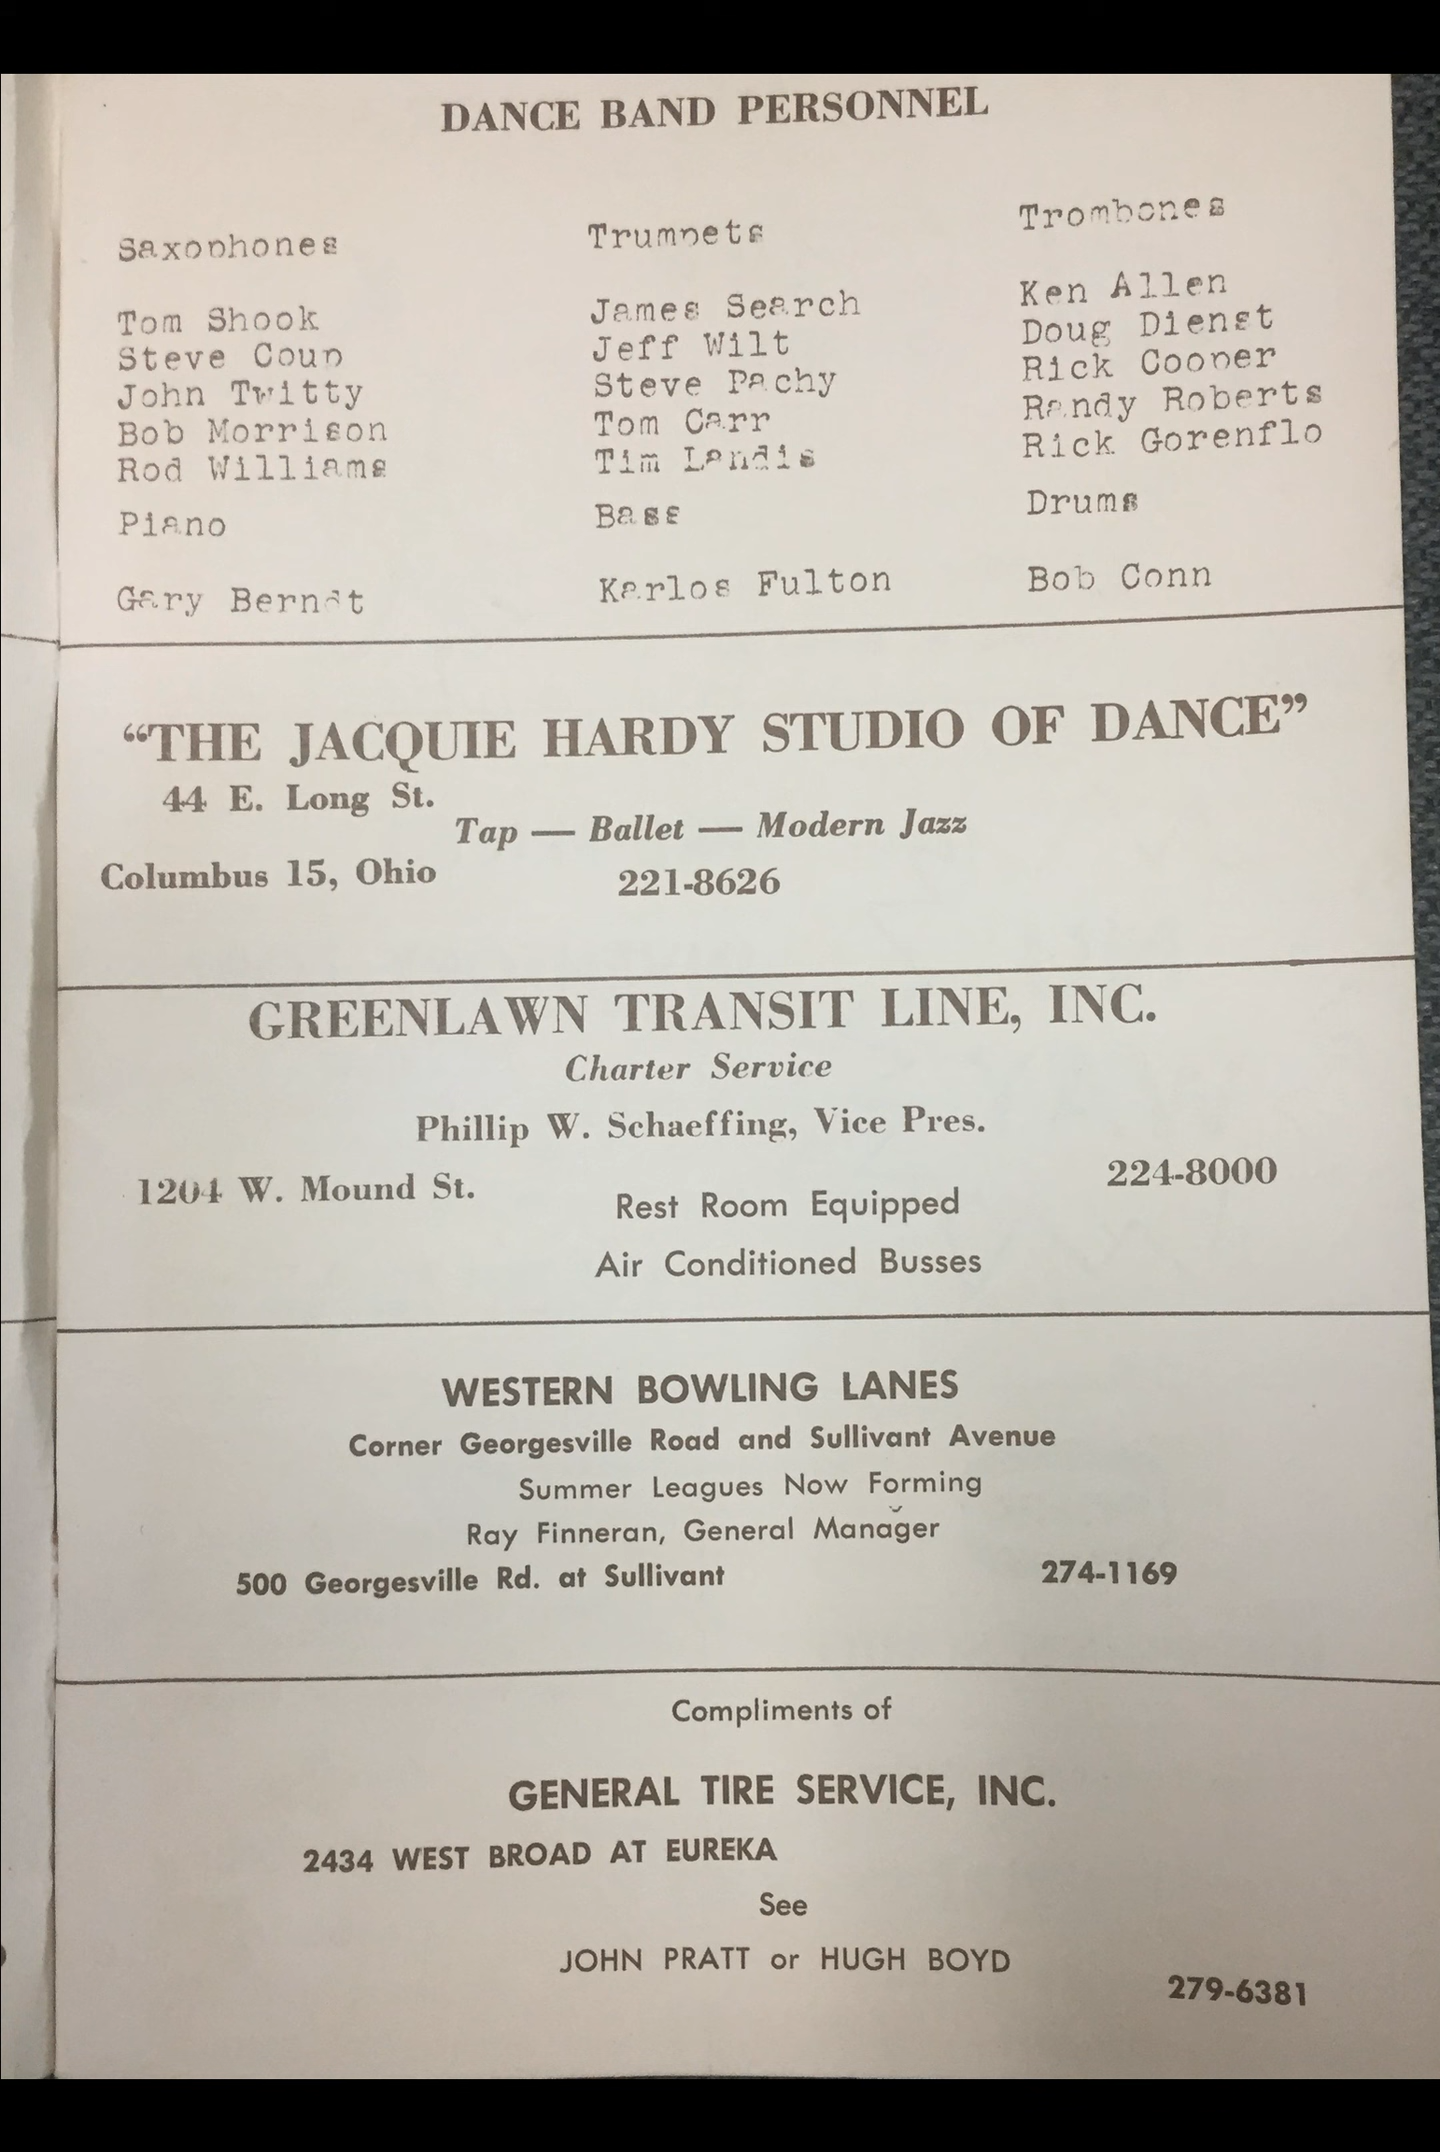 DANCE BAND PERSONNEL
Saxophones Trumpets Trombones
Tom Shook James Search Ken Allen
Steve Coup Jeff Wilt Doug Dienst
John Twitty Steve Pachy Rick Cooper
Bob Morrison Tom Carr Randy Roberts
Rod Williams Tim Landis Rick Gorenflo
Piano Bass Drums
Gary Berndt Karlos Fulton Bob Conn
“THE JACQUIE HARDY STUDIO OF DANCE”
44 E. Long St.
Tap — Ballet — Modern Jazz
Columbus 15, Ohio 221-8626
GREENLAWN TRANSIT LINE, INC.
Charter Service
Phillip W. Schaeffing, Vice Pres.
1204 W. Mound St. 224-8000
Rest Room Equipped
Air Conditioned Busses
WESTERN BOWLING LANES
Corner Georgesville Road and Sullivant Avenue
Summer Leagues Now Forming
Ray Finneran, General Manager
500 Georgesville Rd. at Sullivant 274-1169
Compliments of
GENERAL TIRE SERVICE, INC.
2434 WEST BROAD AT EUREKA
See
JOHN PRATT or HUGH BOYD
279-6381